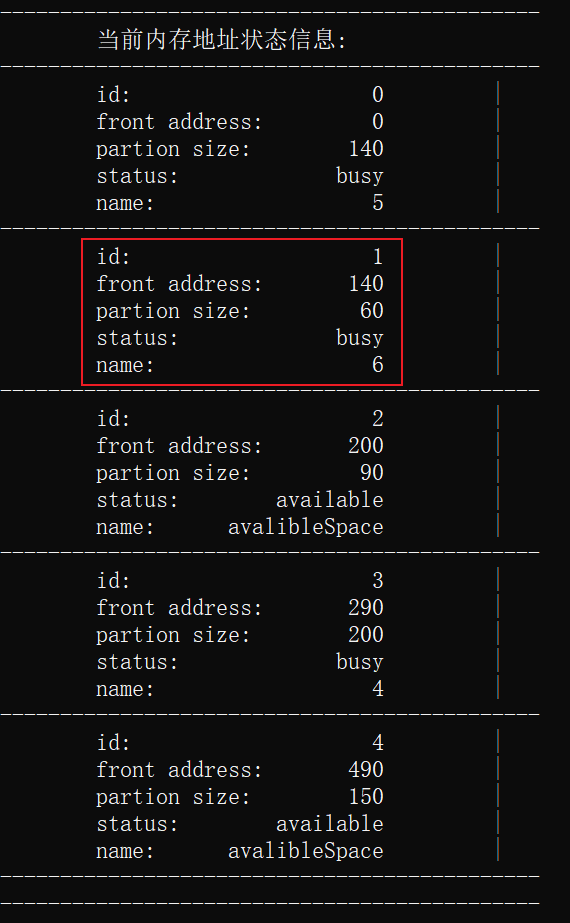 当前内存地址状态信息:
id: 0
front address: 0
partion size: 140
status: busy
name: 5
id: 1
front address: 140
partion size: 60
status: busy
name: 6
id: 2
front address: 200
partion size: 90
status: available
name: avalibleSpace
id: 3
front address: 290
partion size: 200
status: busy
name: 4
id: 4
front address: 490
partion size: 150
status: available
name: avalibleSpace